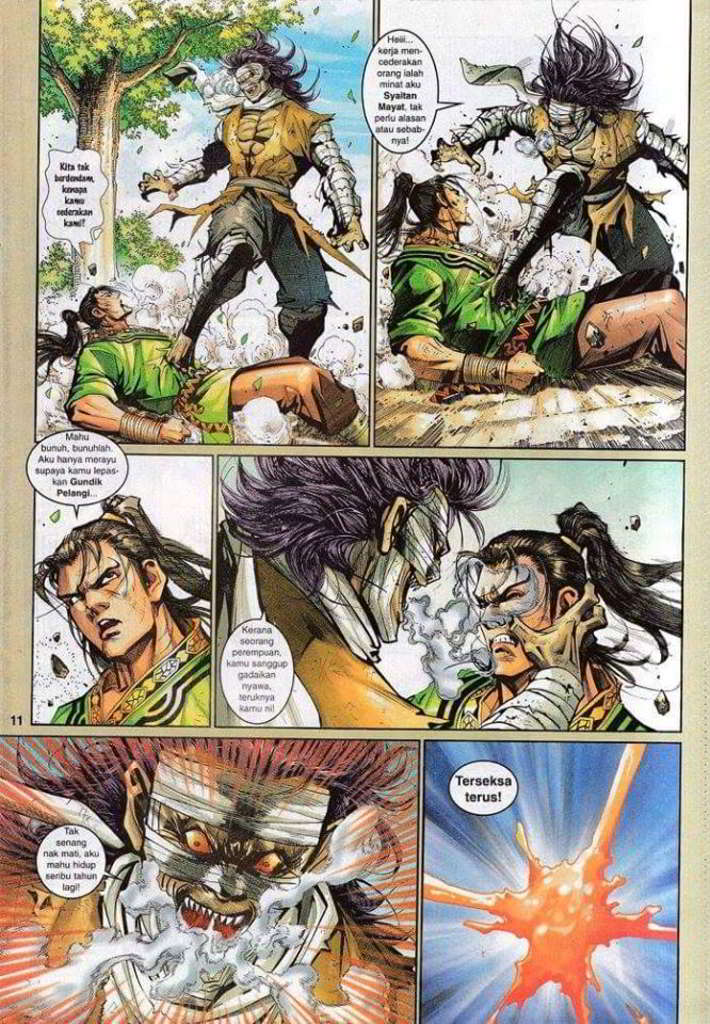 Kita tak
berdendam,
kenapa
kamu
cederakan
kami?
Heiii...
kerja men-
cederakan
orang ialah
minat aku
Syaitan
Mayat, tak
perlu alasan
atau sebab-
nya!
Mahu
bunuh, bunuhlah.
Aku hanya merayu
supaya kamu lepas-
kan Gundik
Pelangi...
Kerana
seorang
perempuan,
kamu sanggup
gadaikan
nyawa,
teruknya
kamu ni!
11
Tak
senang
nak mati, aku
mahu hidup
seribu tahun
lagi!
Terseksa
terus!